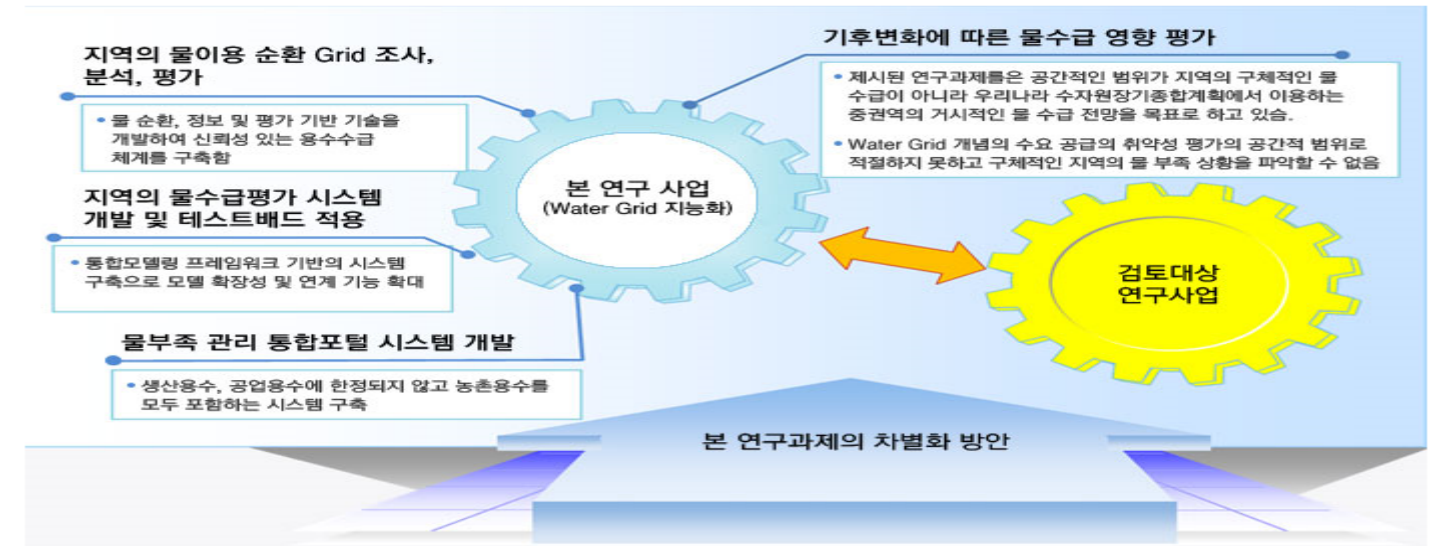 지역의 물이용 순환 Grid 조사,
분석, 평가
• 물 순환, 정보 및 평가 기반 기술을
개발하여 신뢰성 있는 용수수급
체계를 구축함
지역의 물수급평가 시스템
개발 및 테스트배드 적용
• 통합모델링 프레임워크 기반의 시스템
구축으로 모델 확장성 및 연계 기능 확대
물부족 관리 통합포털 시스템 개발
• 생산용수, 공업용수에 한정되지 않고 농촌용수를
모두 포함하는 시스템 구축
본 연구 사업
(Water Grid 지능화)
기후변화에 따른 물수급 영향 평가
• 제시된 연구과제들은 공간적인 범위가 지역의 구체적인 물
수급이 아니라 우리나라 수자원장기종합계획에서 이용하는
중권역의 거시적인 물 수급 전망을 목표로 하고 있슴.
• Water Grid 개념의 수요 공급의 취약성 평가의 공간적 범위로
적절하지 못하고 구체적인 지역의 물 부족 상황을 파악할 수 없음
검토대상
연구사업
본 연구과제의 차별화 방안